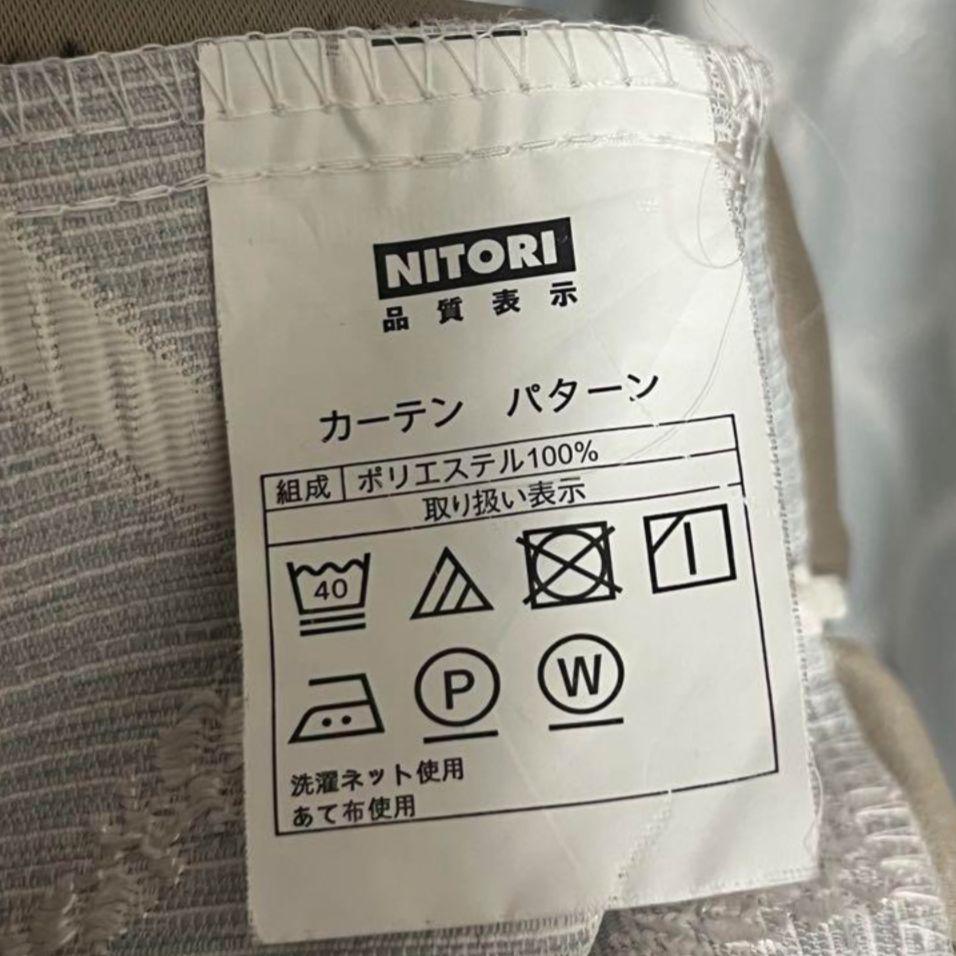 NITORI
品質表示
カーテン パターン
組成 ポリエステル100%
取り扱い表示
40
P W
洗濯ネット使用
あて布使用